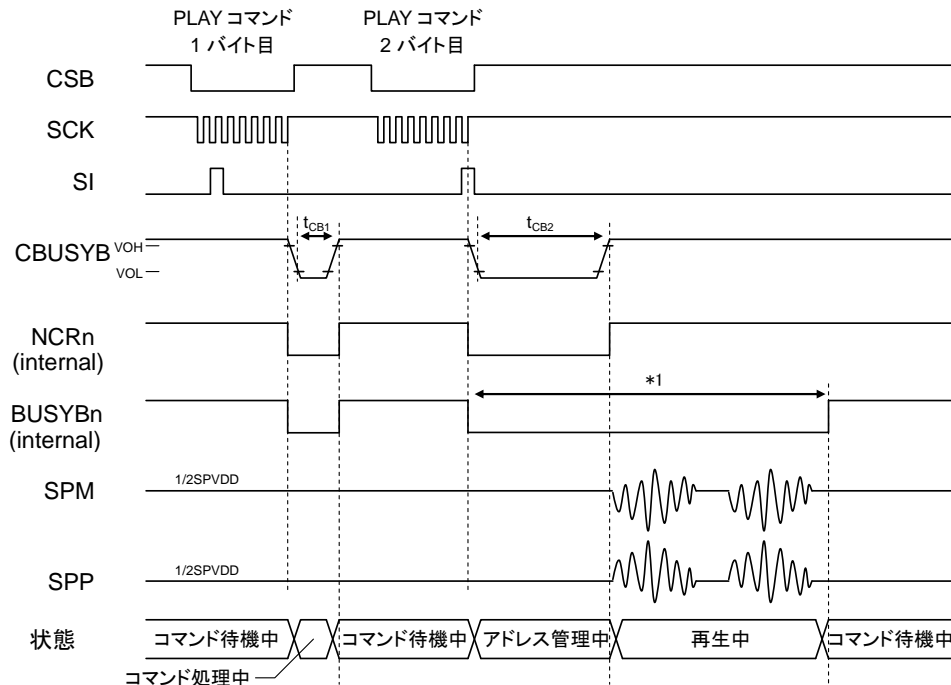 PLAY コマンド
1 バイト目
PLAY コマンド
2 バイト目
CSB
SCK
SI
CBUSYB
VOH
VOL
tCB1
tCB2
NCRn
(internal)
BUSYBn
(internal)
*1
SPM
1/2SPVDD
SPP
1/2SPVDD
状態
コマンド待機中
コマンド待機中
アドレス管理中
再生中
コマンド待機中
コマンド処理中